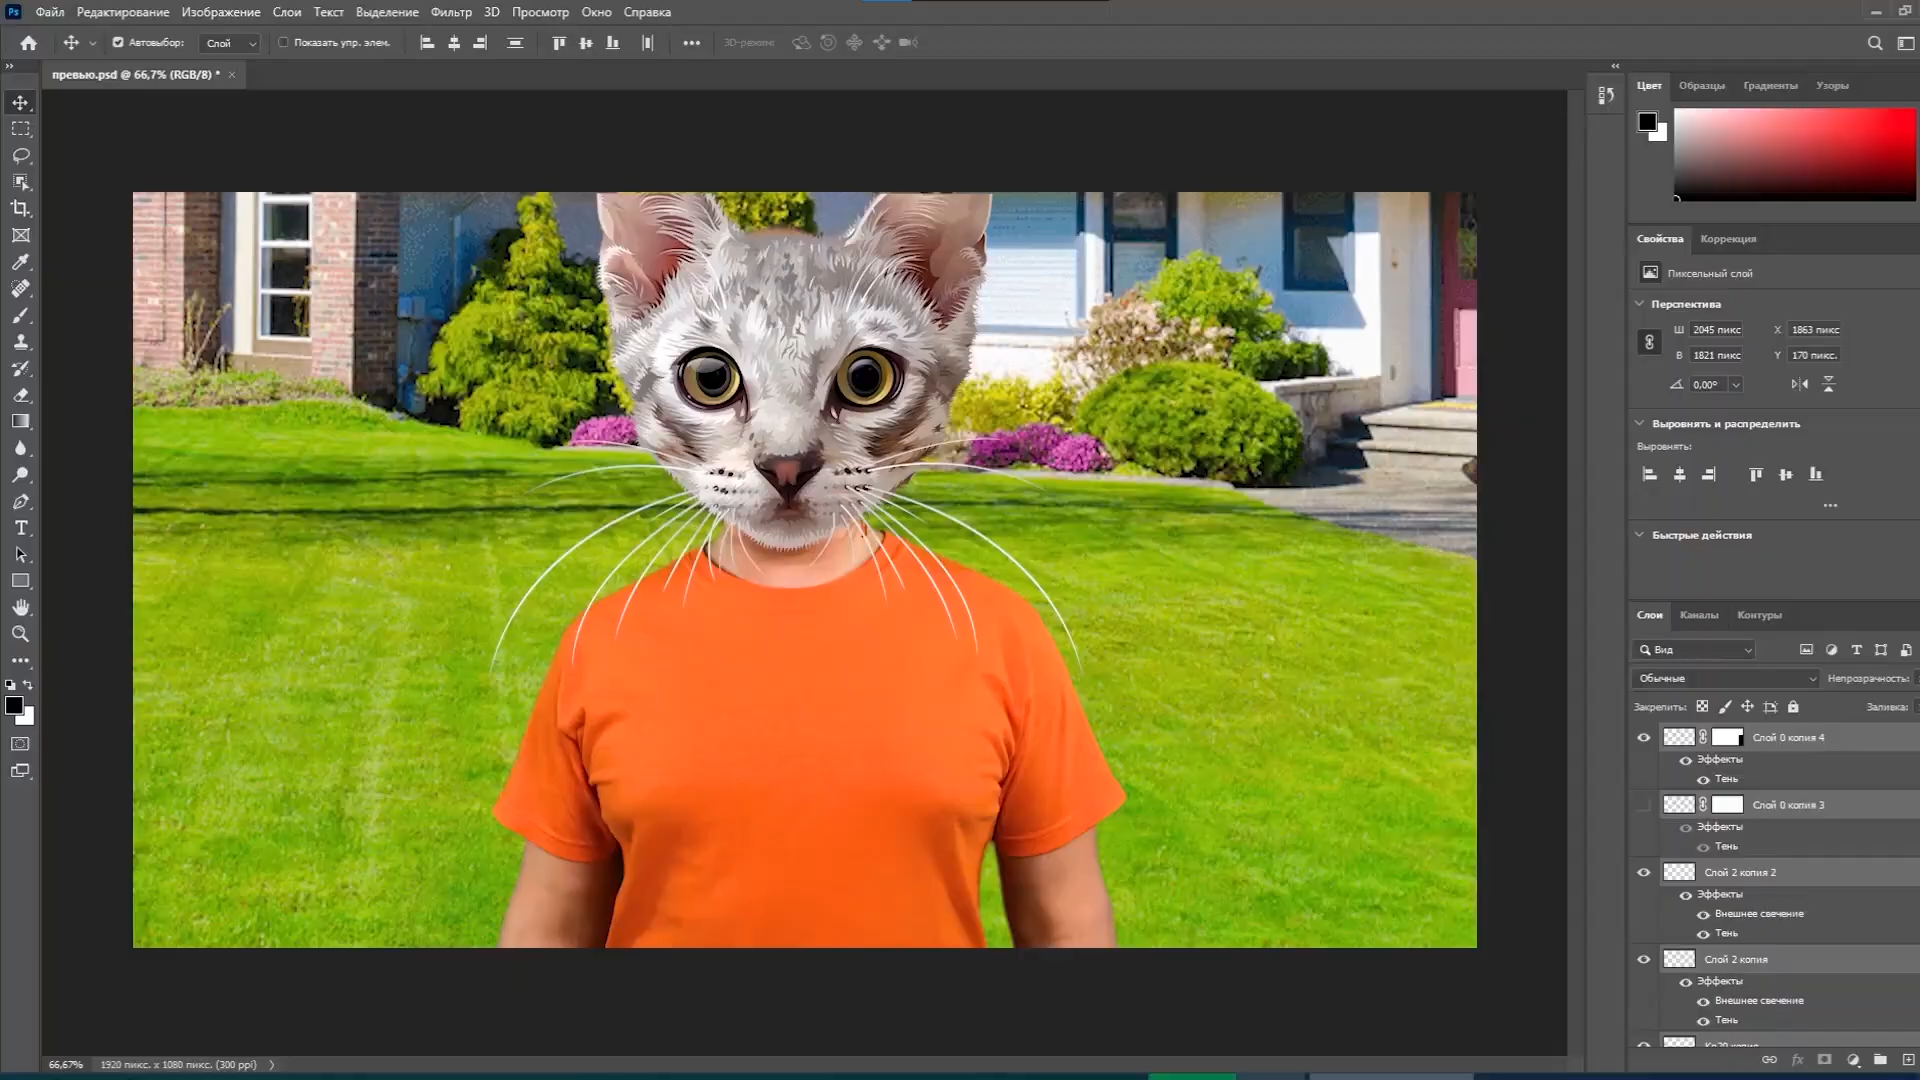 Ps Файл Редактирование Изображение Слои Текст Выделение Фильтр 3D Просмотр Окно Справка
Автовыбор: Слой Показать упр. элем. 3D-режим:
превью.psd @ 66,7% (RGB/8) *
Цвет Образцы Градиенты Узоры
Свойства Коррекция
Пиксельный слой
Перспектива
Ш 2045 пикс X 1863 пикс
В 1821 пикс Y 170 пикс.
0,00°
Выровнять и распределить
Выровнять:
Быстрые действия
Слои Каналы Контуры
Вид
Обычные Непрозрачность:
Закрепить: Заливка:
Слой 0 копия 4
Эффекты
Тень
Слой 0 копия 3
Эффекты
Тень
Слой 2 копия 2
Эффекты
Внешнее свечение
Тень
Слой 2 копия
Эффекты
Внешнее свечение
Тень
66,67% 1920 пикс. x 1080 пикс. (300 ppi)